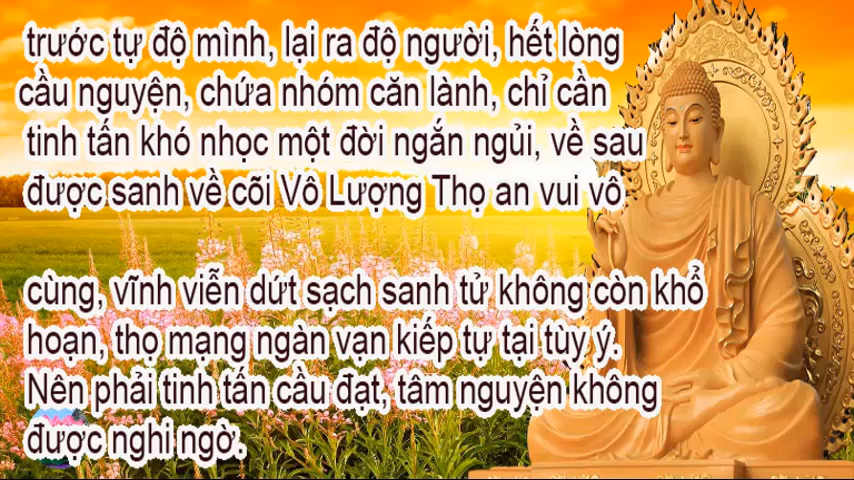 trước tự độ mình, lại ra độ người, hết lòng
cầu nguyện, chứa nhóm căn lành, chỉ cần
tinh tấn khó nhọc một đời ngắn ngủi, về sau
được sanh về cõi Vô Lượng Thọ an vui vô
cùng, vĩnh viễn dứt sạch sanh tử không còn khổ
hoạn, thọ mạng ngàn vạn kiếp tự tại tùy ý.
Nên phải tinh tấn cầu đạt, tâm nguyện không
được nghi ngờ.